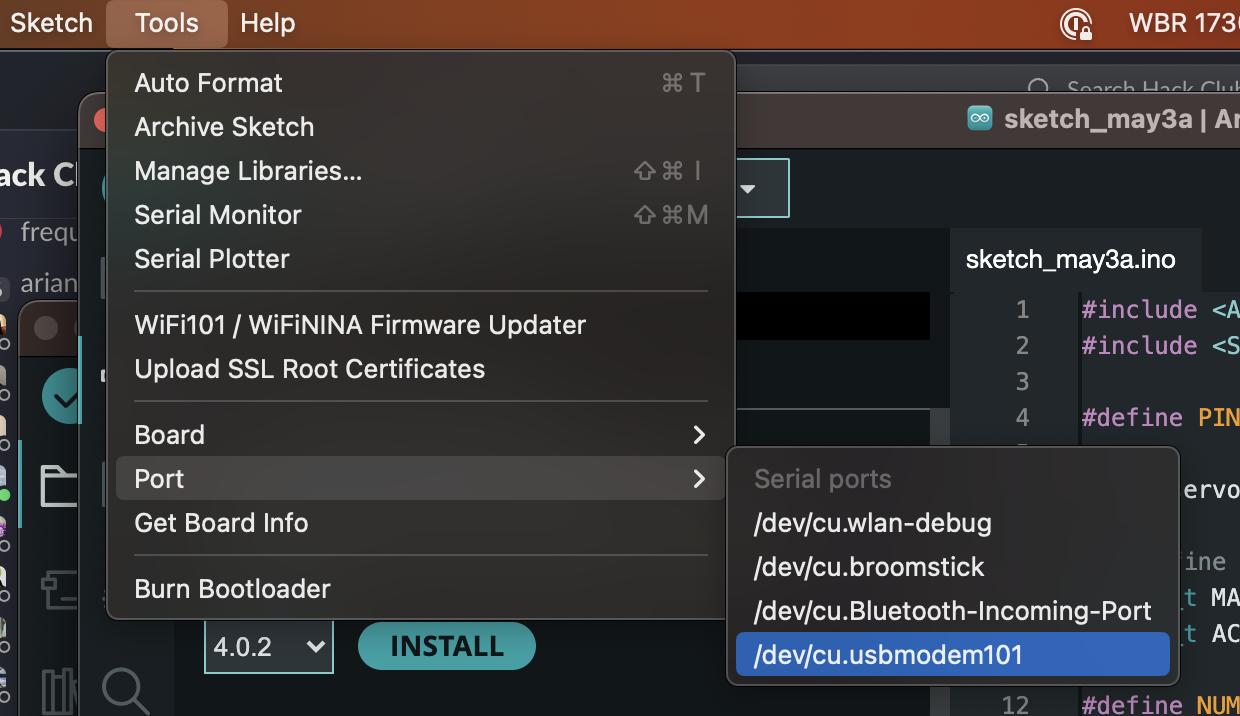 Sketch Tools Help WBR 173
Search Hack Club
Auto Format ⌘ T
Archive Sketch
Manage Libraries... ⇧ ⌘ I
Serial Monitor ⇧ ⌘ M
Serial Plotter
WiFi101 / WiFiNINA Firmware Updater
Upload SSL Root Certificates
Board
Port
Get Board Info
Burn Bootloader
Serial ports
/dev/cu.wlan-debug
/dev/cu.broomstick
/dev/cu.Bluetooth-Incoming-Port
/dev/cu.usbmodem101
4.0.2 INSTALL
sketch_may3a | Ar
sketch_may3a.ino
1 #include <A
2 #include <S
3
4 #define PIN
ervo
ine
t MA
t AC
12 #define NUM
ack Cl
frequ
arian